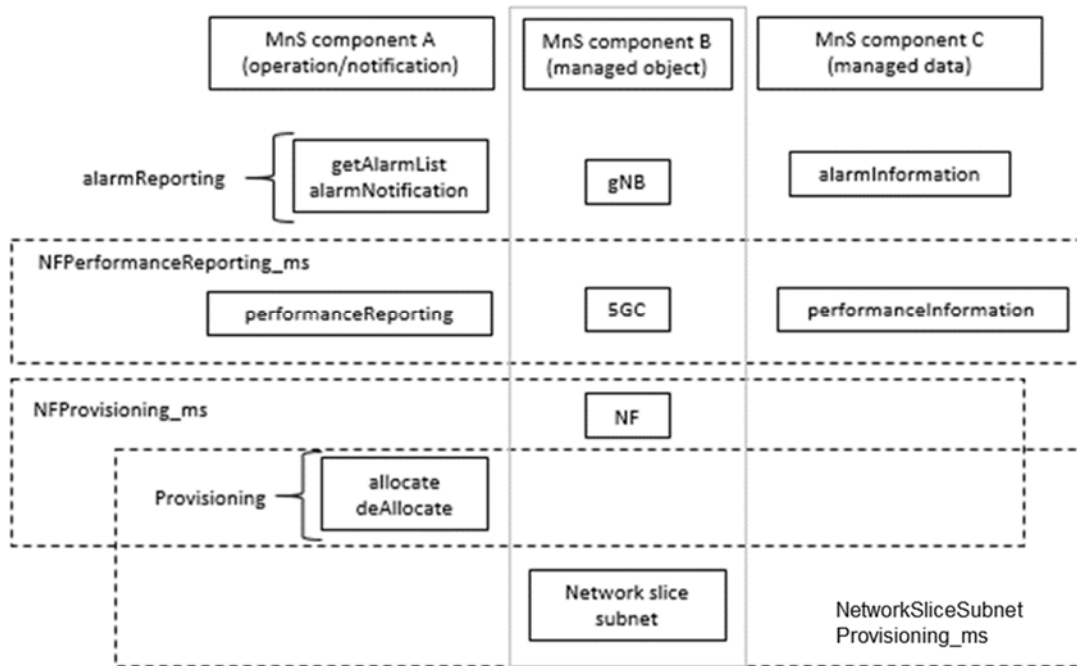 MnS component A
(operation/notification)
MnS component B
(managed object)
MnS component C
(managed data)
alarmReporting
getAlarmList
alarmNotification
gNB
alarmInformation
NFPerformanceReporting_ms
performanceReporting
5GC
performanceInformation
NFProvisioning_ms
NF
Provisioning
allocate
deAllocate
Network slice
subnet
NetworkSliceSubnet
Provisioning_ms